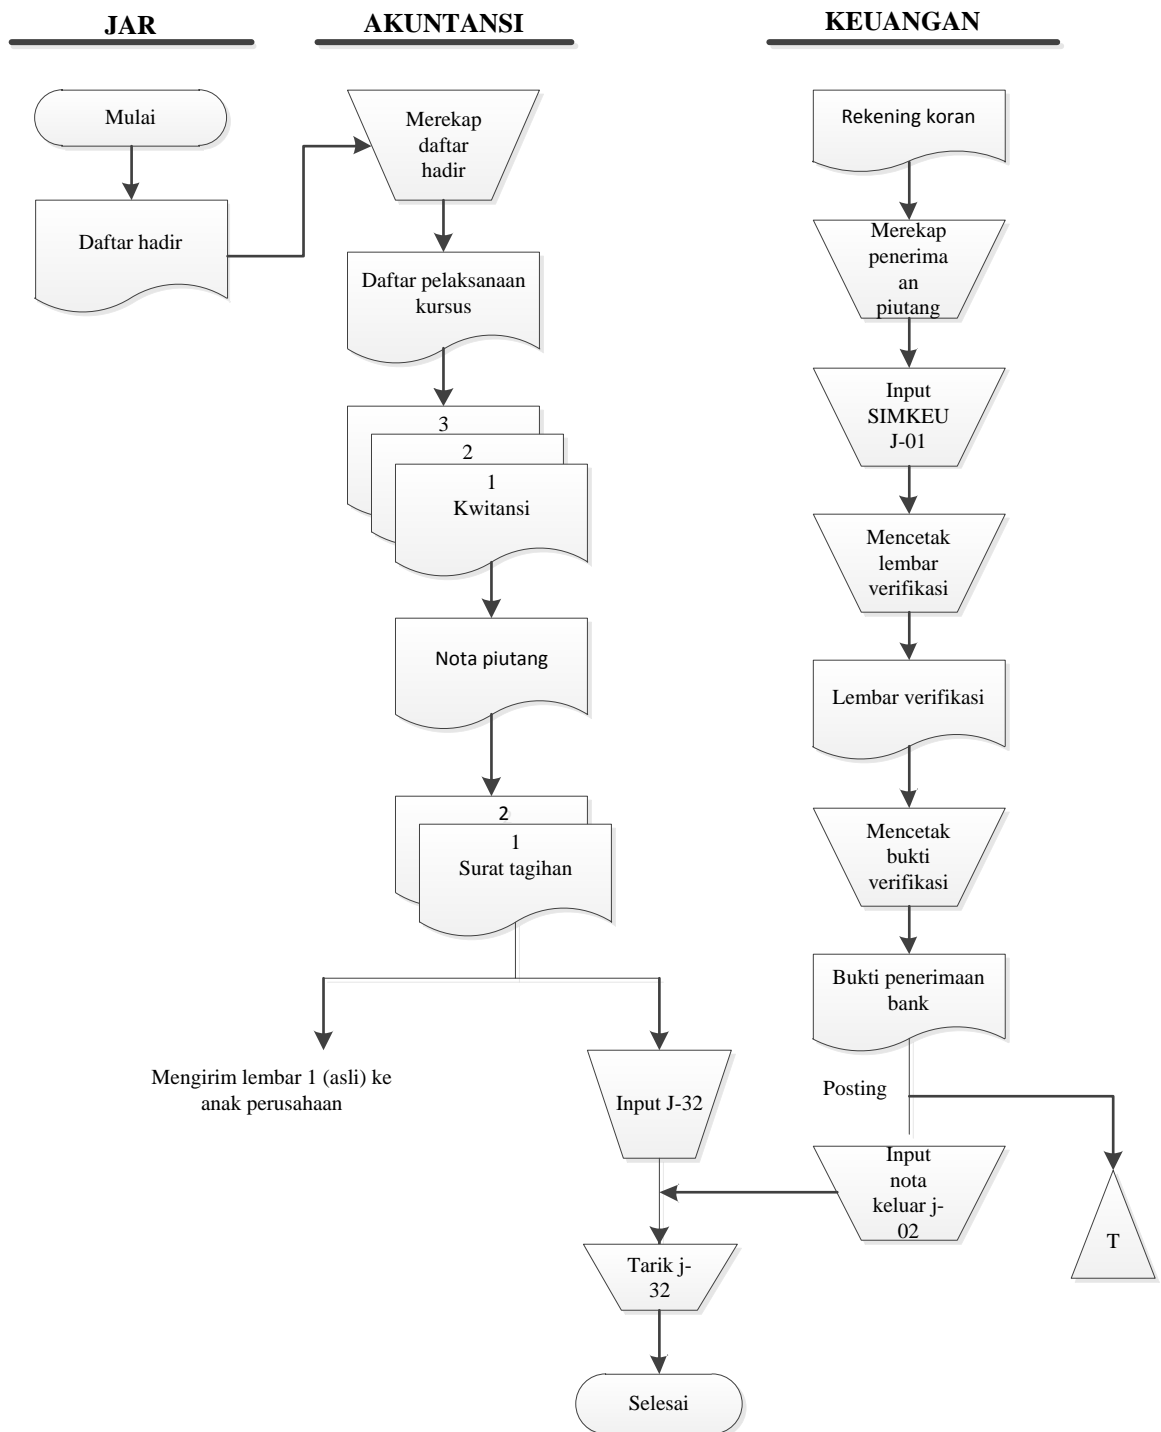 JAR
Mulai
Daftar hadir
AKUNTANSI
Merekap
daftar
hadir
Daftar pelaksanaan
kursus
3
2
1
Kwitansi
Nota piutang
2
1
Surat tagihan
Mengirim lembar 1 (asli) ke
anak perusahaan
Input J-32
Tarik j-
32
Selesai
KEUANGAN
Rekening koran
Merekap
penerima
an
piutang
Input
SIMKEU
J-01
Mencetak
lembar
verifikasi
Lembar verifikasi
Mencetak
bukti
verifikasi
Bukti penerimaan
bank
Posting
Input
nota
keluar j-
02
T